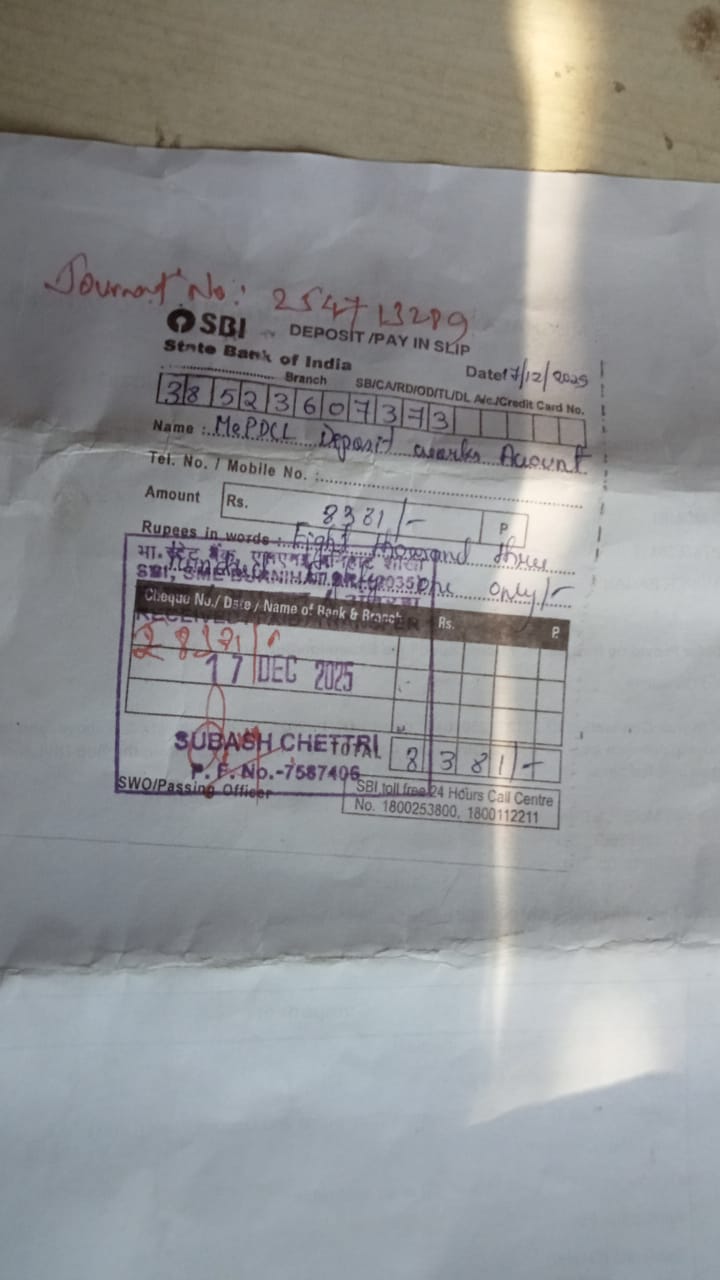 Journal No: 254713289
SBI DEPOSIT/PAY IN SLIP
State Bank of India
Date 17/12/2025
Branch SB/CA/RD/OD/TL/DL A/c./Credit Card No.
38523607373
Name : MePDCL Deposit works Acount
Tel. No. / Mobile No. :
Amount Rs. 8381/- P
Rupees in words : Eight thousand three
only/-
भा. स्टेट बैंक,
SBI, SME
Cheque No./ Date / Name of Bank & Branch Rs. P.
17 DEC 2025
SUBASH CHETTRI
TOTAL 8381/-
P. F. No.-7587406
SWO/Passing Officer
SBI toll free 24 Hours Call Centre
No. 1800253800, 1800112211